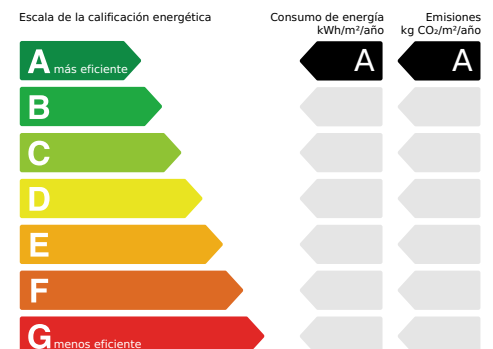 Escala de la calificación energética
Consumo de energía
kWh/m²/año
Emisiones
kg CO₂/m²/año
A más eficiente
A
A
B
C
D
E
F
G menos eficiente